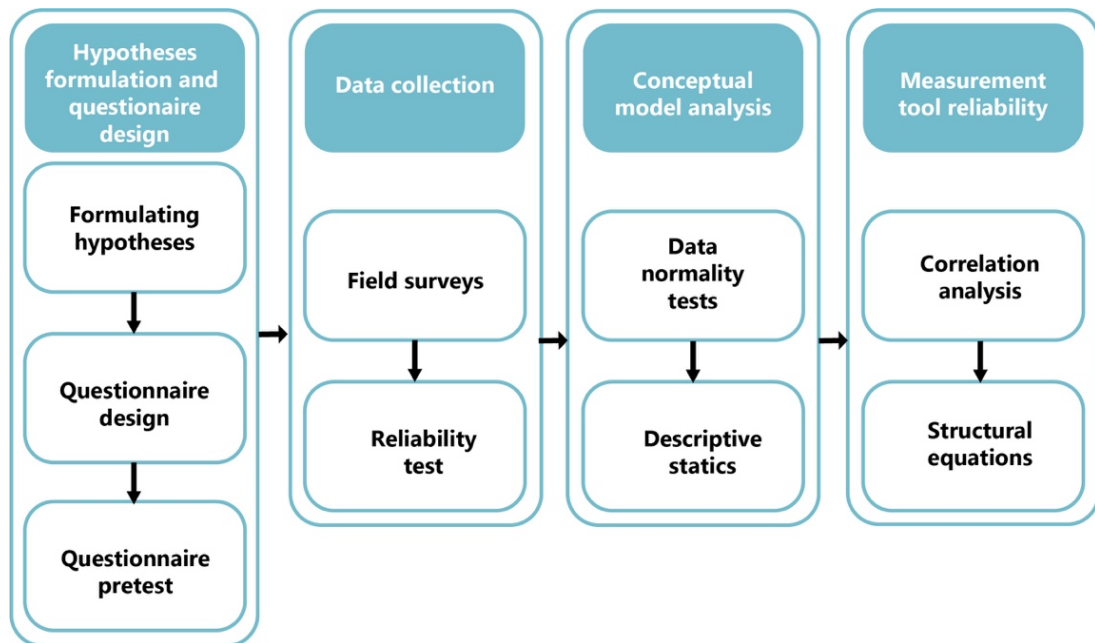 Hypotheses
formulation and
questionaire
design
Formulating
hypotheses
Questionnaire
design
Questionnaire
pretest
Data collection
Field surveys
Reliability
test
Conceptual
model analysis
Data
normality
tests
Descriptive
statics
Measurement
tool reliability
Correlation
analysis
Structural
equations